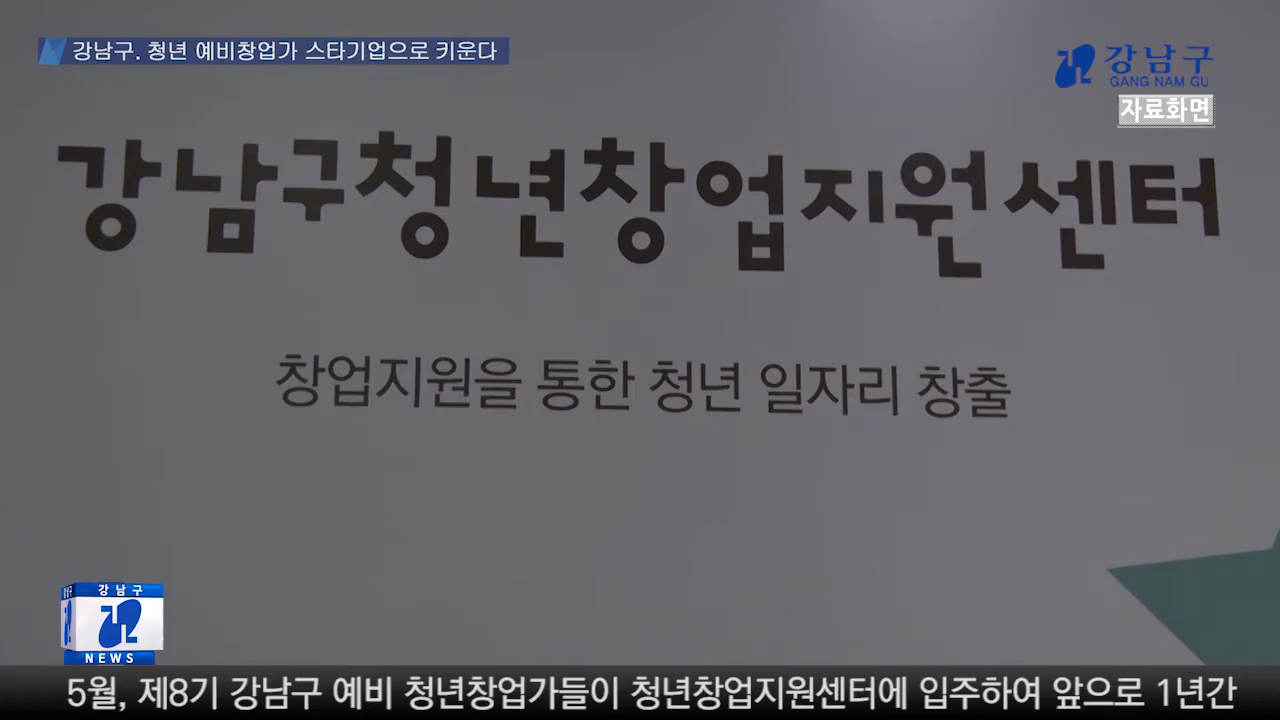 강남구. 청년 예비창업가 스타기업으로 키운다
강남구
GANG NAM GU
자료화면
강남구청년창업지원센터
창업지원을 통한 청년 일자리 창출
강남구
강남구
NEWS
5월, 제8기 강남구 예비 청년창업가들이 청년창업지원센터에 입주하여 앞으로 1년간